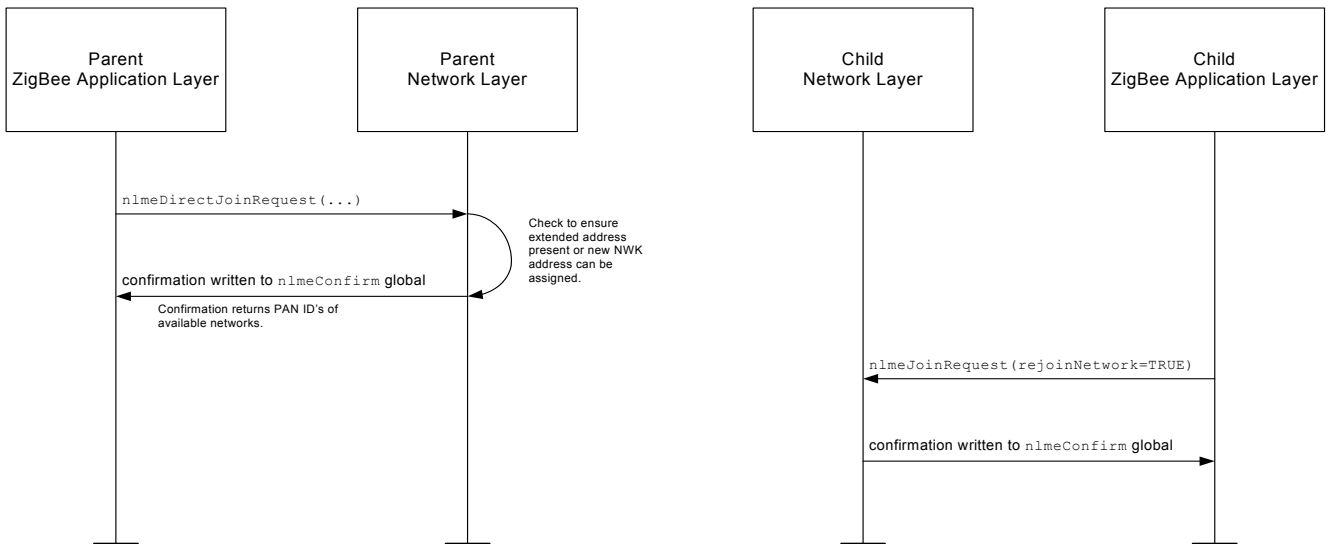 Parent
ZigBee Application Layer
Parent
Network Layer
Child
Network Layer
Child
ZigBee Application Layer
nlmeDirectJoinRequest(...)
Check to ensure
extended address
present or new NWK
address can be
assigned.
confirmation written to nlmeConfirm global
Confirmation returns PAN ID's of
available networks.
nlmeJoinRequest(rejoinNetwork=TRUE)
confirmation written to nlmeConfirm global